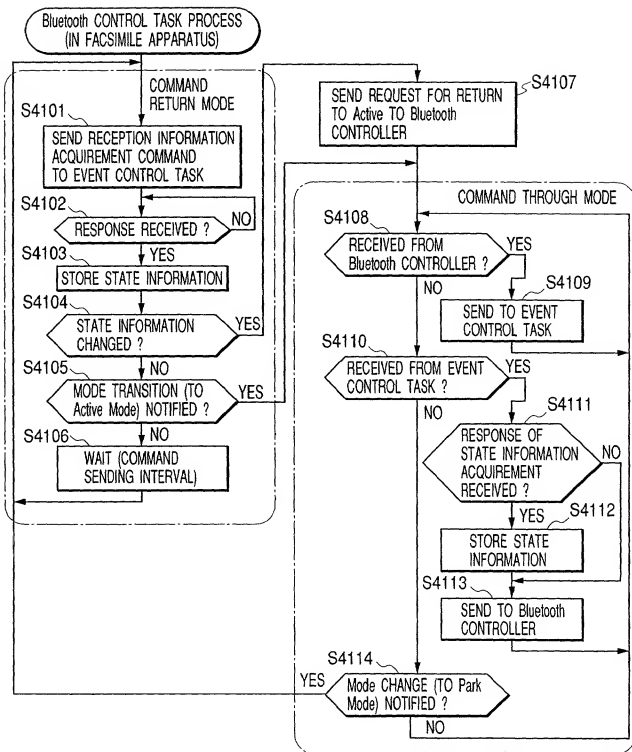 Bluetooth CONTROL TASK PROCESS
(IN FACSIMILE APPARATUS)
COMMAND
RETURN MODE
S4101
SEND RECEPTION INFORMATION
ACQUIREMENT COMMAND
TO EVENT CONTROL TASK
S4102
RESPONSE RECEIVED ?
NO
YES
S4103
STORE STATE INFORMATION
S4104
STATE INFORMATION
CHANGED ?
YES
NO
S4105
MODE TRANSITION (TO
Active Mode) NOTIFIED ?
YES
NO
S4106
WAIT (COMMAND
SENDING INTERVAL)
S4107
SEND REQUEST FOR RETURN
TO Active TO Bluetooth
CONTROLLER
COMMAND THROUGH MODE
S4108
RECEIVED FROM
Bluetooth CONTROLLER ?
YES
NO
S4109
SEND TO EVENT
CONTROL TASK
S4110
RECEIVED FROM EVENT
CONTROL TASK ?
YES
NO
S4111
RESPONSE OF
STATE INFORMATION
ACQUIREMENT
RECEIVED ?
NO
YES
S4112
STORE STATE
INFORMATION
S4113
SEND TO Bluetooth
CONTROLLER
S4114
Mode CHANGE (TO Park
Mode) NOTIFIED ?
YES
NO